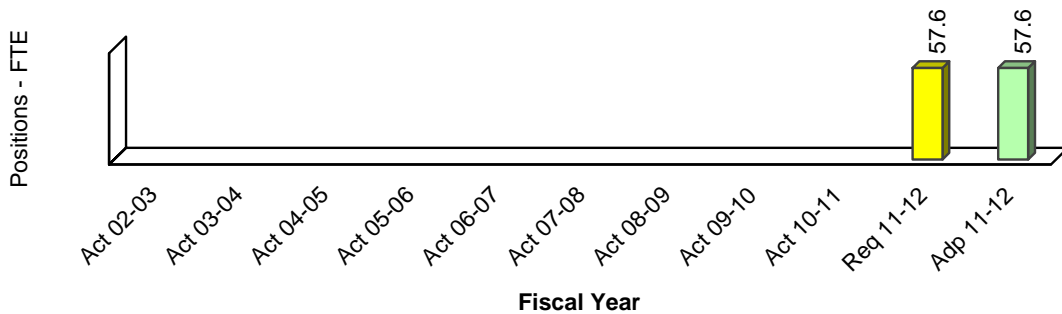 Positions - FTE
57.6
57.6
Act 02-03
Act 03-04
Act 04-05
Act 05-06
Act 06-07
Act 07-08
Act 08-09
Act 09-10
Act 10-11
Req 11-12
Adp 11-12
Fiscal Year